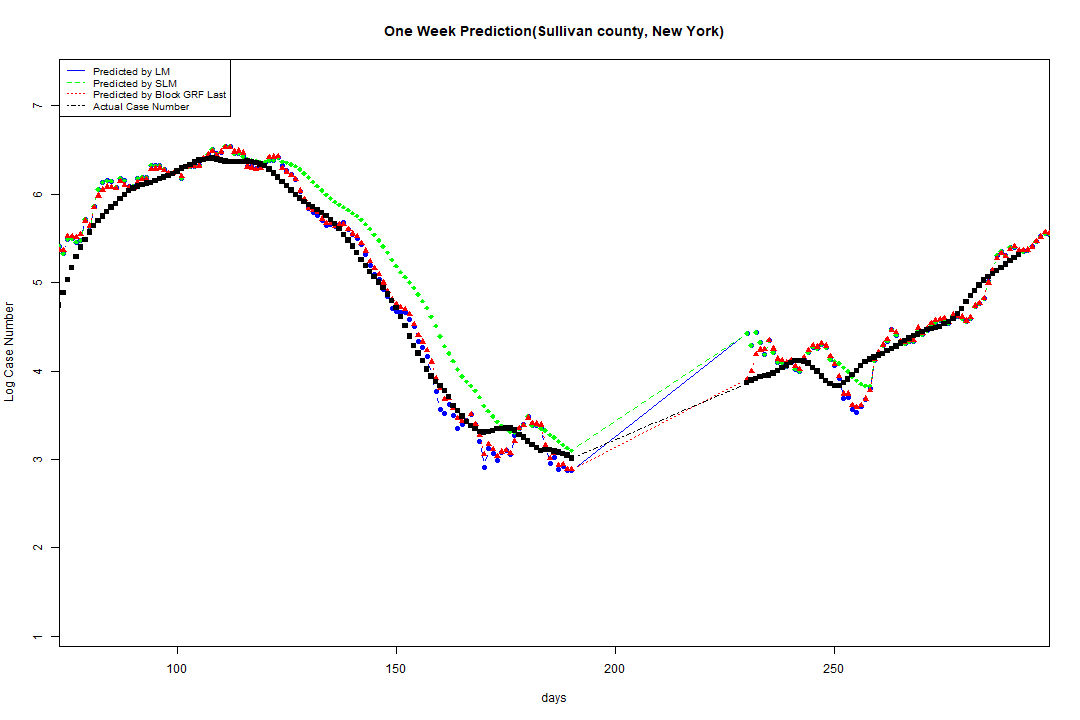 One Week Prediction(Sullivan county, New York)
Predicted by LM
Predicted by SLM
Predicted by Block GRF Last
Actual Case Number
7
6
5
4
3
2
1
Log Case Number
100 150 200 250
days